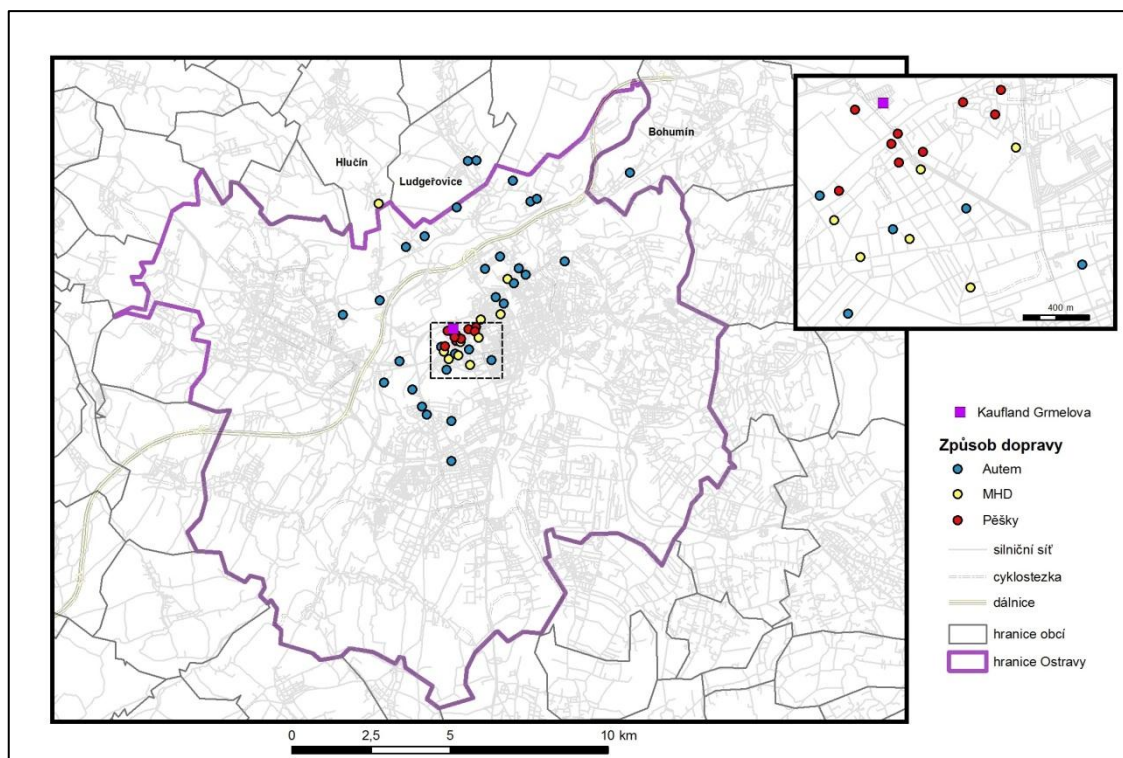 Bohumín
Hlučín
Ludgeřovice
400 m
Kaufland Grmelova
Způsob dopravy
Autem
MHD
Pěšky
silniční síť
cyklostezka
dálnice
hranice obcí
hranice Ostravy
0 2,5 5 10 km